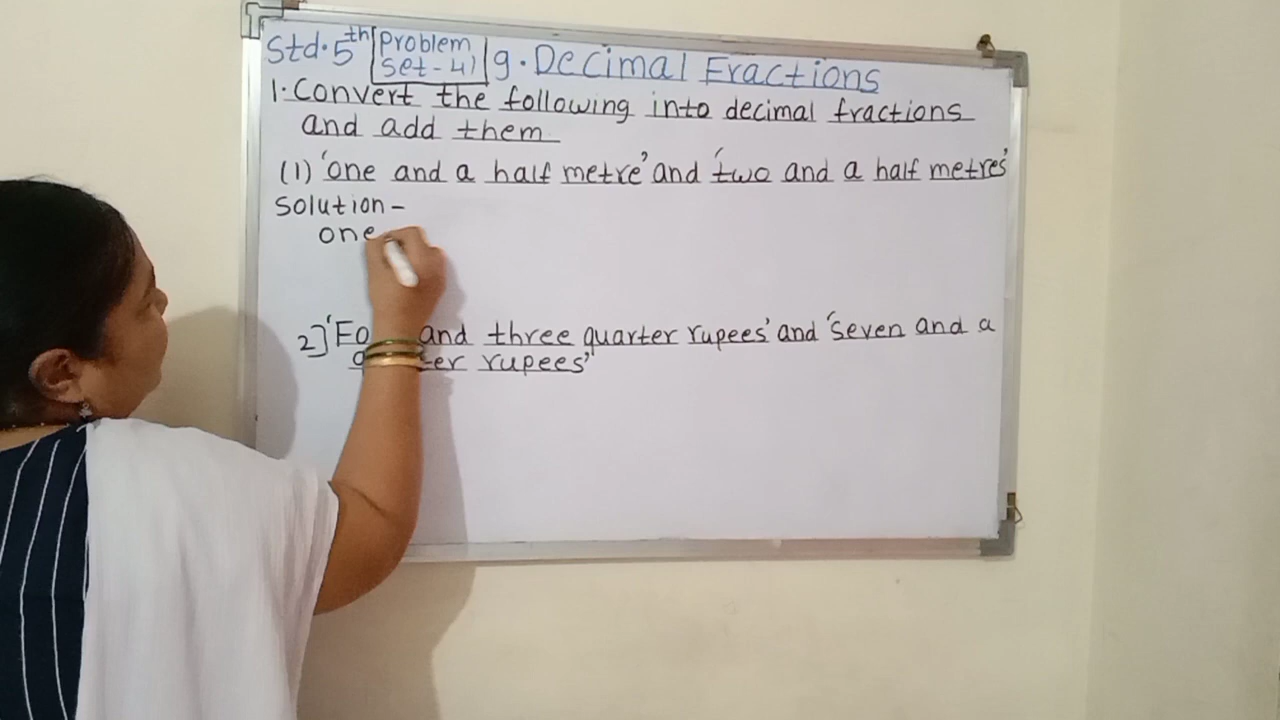 Std. 5th Problem Set-41 9. Decimal Fractions
1. Convert the following into decimal fractions
and add them
(1) 'one and a half metre' and 'two and a half metres'
Solution -
one
2] and three quarter rupees' and 'seven and a
rupees'